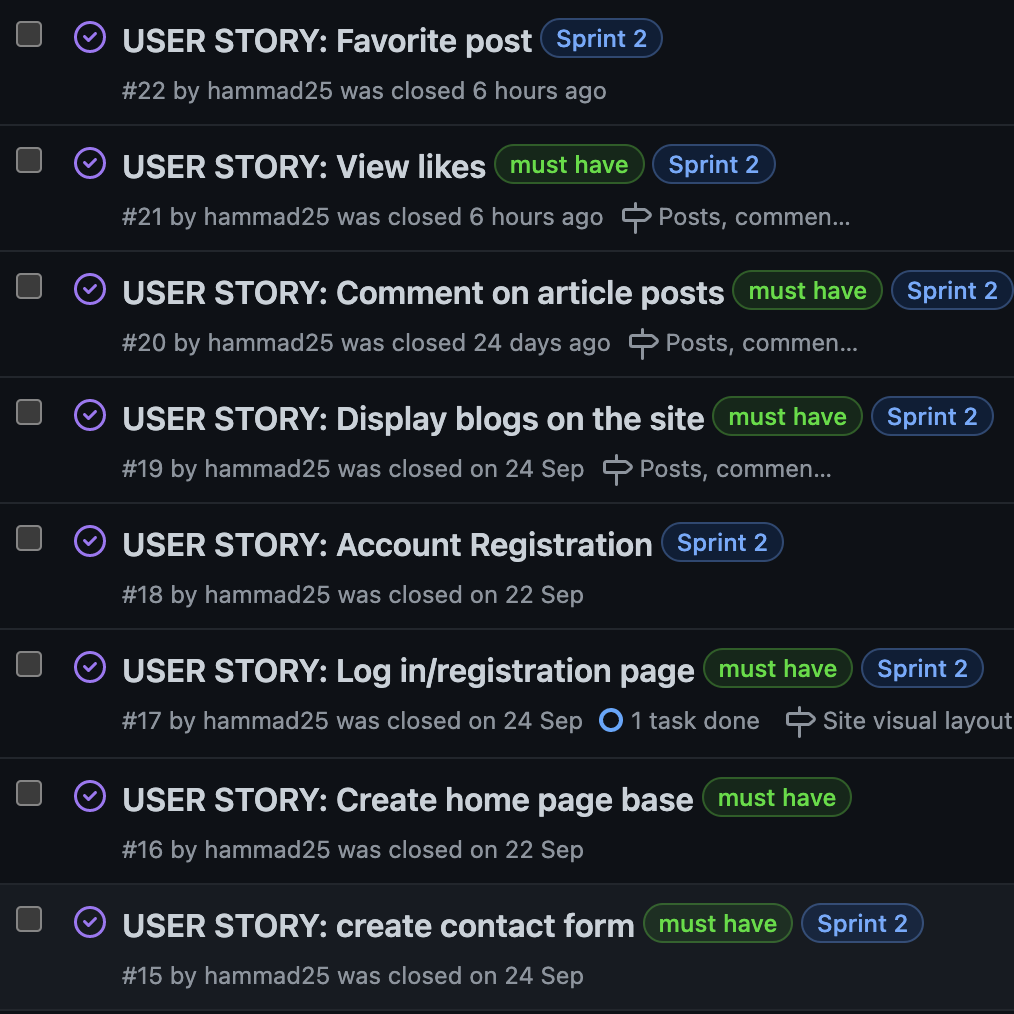 USER STORY: Favorite post Sprint 2
#22 by hammad25 was closed 6 hours ago
USER STORY: View likes must have Sprint 2
#21 by hammad25 was closed 6 hours ago Posts, commen...
USER STORY: Comment on article posts must have Sprint 2
#20 by hammad25 was closed 24 days ago Posts, commen...
USER STORY: Display blogs on the site must have Sprint 2
#19 by hammad25 was closed on 24 Sep Posts, commen...
USER STORY: Account Registration Sprint 2
#18 by hammad25 was closed on 22 Sep
USER STORY: Log in/registration page must have Sprint 2
#17 by hammad25 was closed on 24 Sep 1 task done Site visual layout
USER STORY: Create home page base must have
#16 by hammad25 was closed on 22 Sep
USER STORY: create contact form must have Sprint 2
#15 by hammad25 was closed on 24 Sep